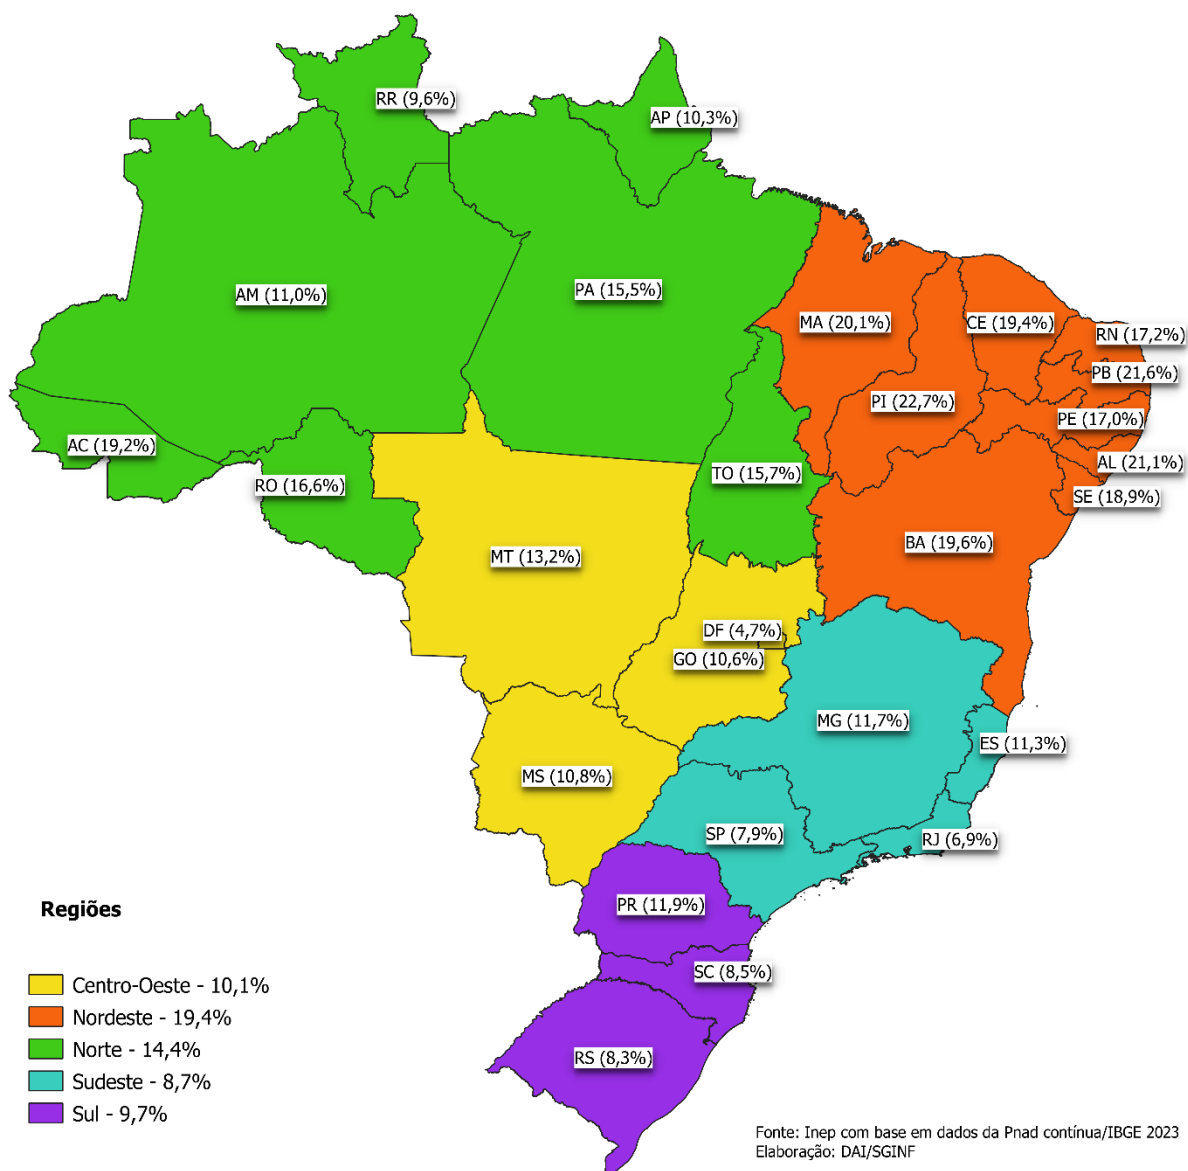 RR (9,6%)
AP (10,3%)
AM (11,0%)
PA (15,5%)
MA (20,1%)
CE (19,4%)
RN (17,2%)
PB (21,6%)
PI (22,7%)
PE (17,0%)
AC (19,2%)
AL (21,1%)
TO (15,7%)
RO (16,6%)
SE (18,9%)
BA (19,6%)
MT (13,2%)
DF (4,7%)
GO (10,6%)
MG (11,7%)
ES (11,3%)
MS (10,8%)
SP (7,9%)
RJ (6,9%)
PR (11,9%)
SC (8,5%)
RS (8,3%)
Regiões
Centro-Oeste - 10,1%
Nordeste - 19,4%
Norte - 14,4%
Sudeste - 8,7%
Sul - 9,7%
Fonte: Inep com base em dados da Pnad contínua/IBGE 2023
Elaboração: DAI/SGINF